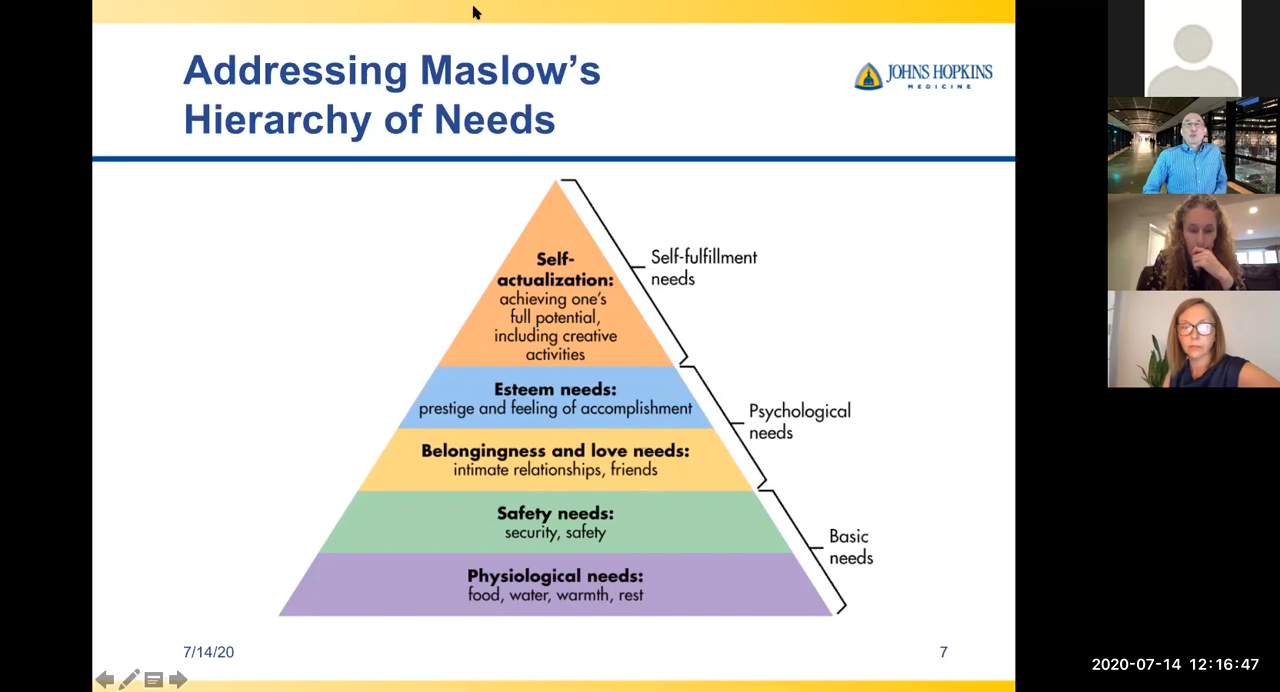 Addressing Maslow's
Hierarchy of Needs
JOHNS HOPKINS
MEDICINE
Self-
actualization:
achieving one's
full potential,
including creative
activities
Self-fulfillment
needs
Esteem needs:
prestige and feeling of accomplishment
Belongingness and love needs:
intimate relationships, friends
Psychological
needs
Safety needs:
security, safety
Physiological needs:
food, water, warmth, rest
Basic
needs
7/14/20
7
2020-07-14 12:16:47